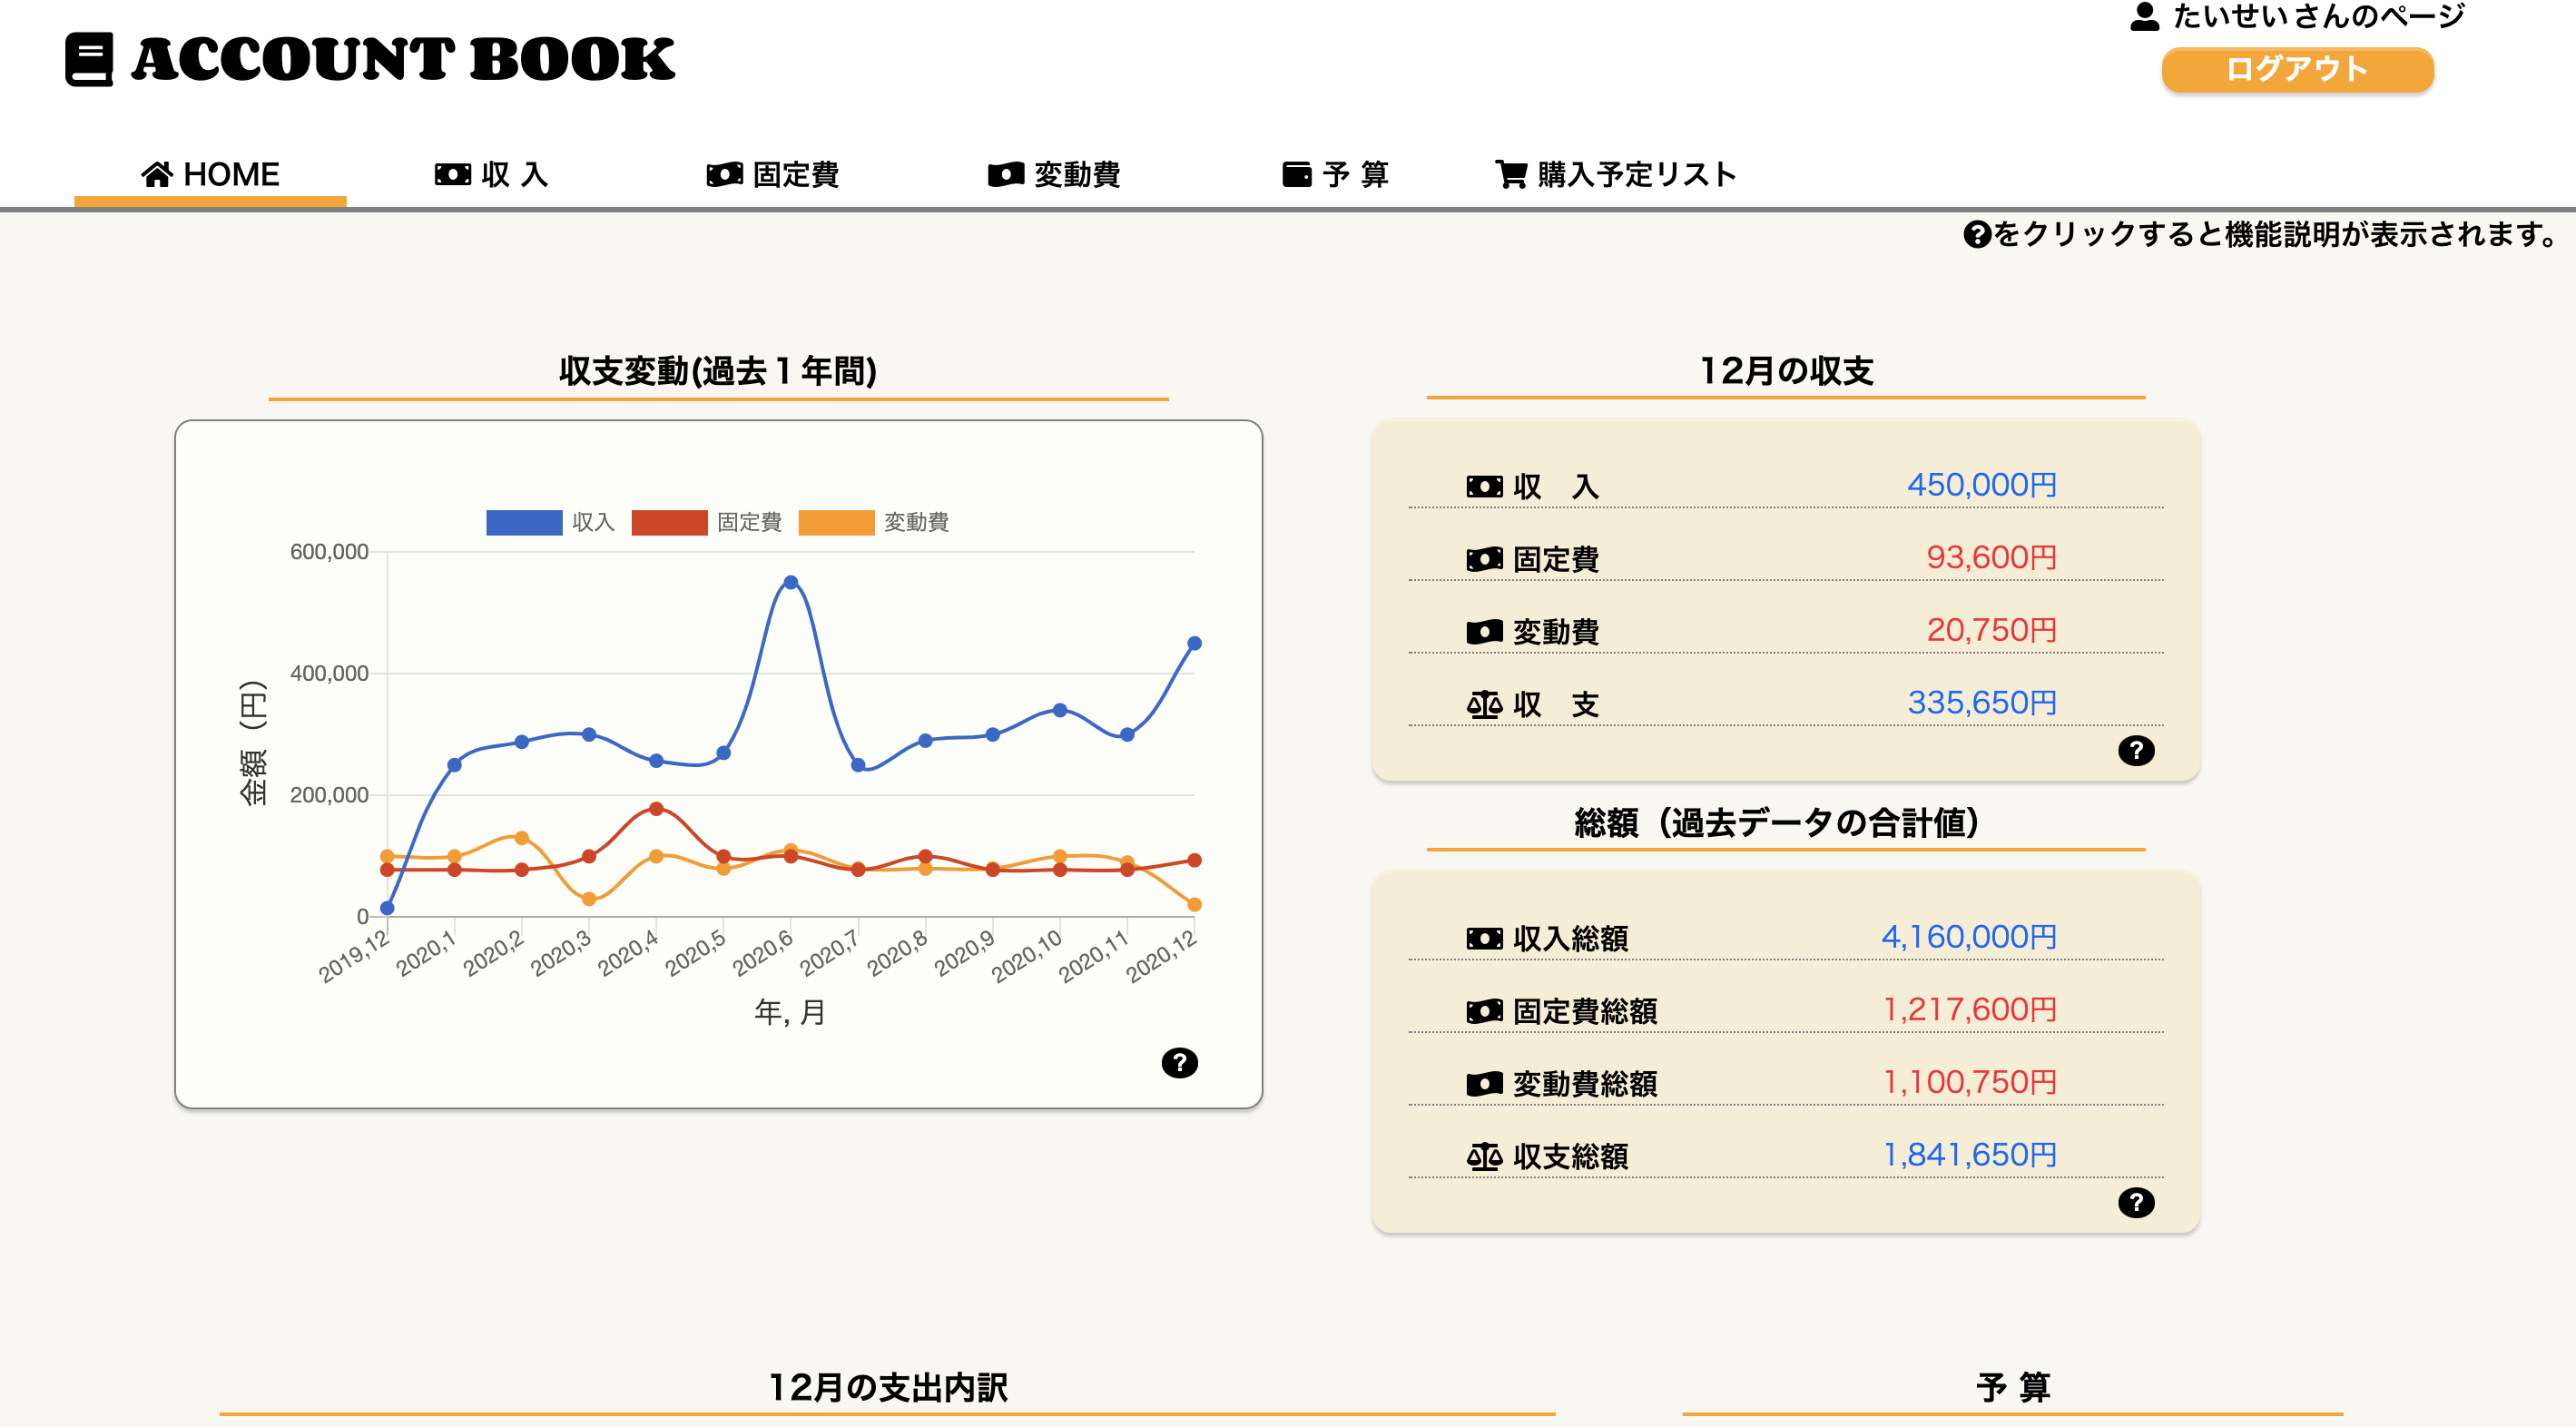 ACCOUNT BOOK
たいせい さんのページ
ログアウト
HOME
収 入
固定費
変動費
予 算
購入予定リスト
?をクリックすると機能説明が表示されます。
収支変動(過去１年間)
収入 固定費 変動費
600,000
400,000
200,000
0
金額（円）
2019,12 2020,1 2020,2 2020,3 2020,4 2020,5 2020,6 2020,7 2020,8 2020,9 2020,10 2020,11 2020,12
年, 月
?
12月の収支
収　入 450,000円
固定費 93,600円
変動費 20,750円
収　支 335,650円
?
総額（過去データの合計値）
収入総額 4,160,000円
固定費総額 1,217,600円
変動費総額 1,100,750円
収支総額 1,841,650円
?
12月の支出内訳
予 算